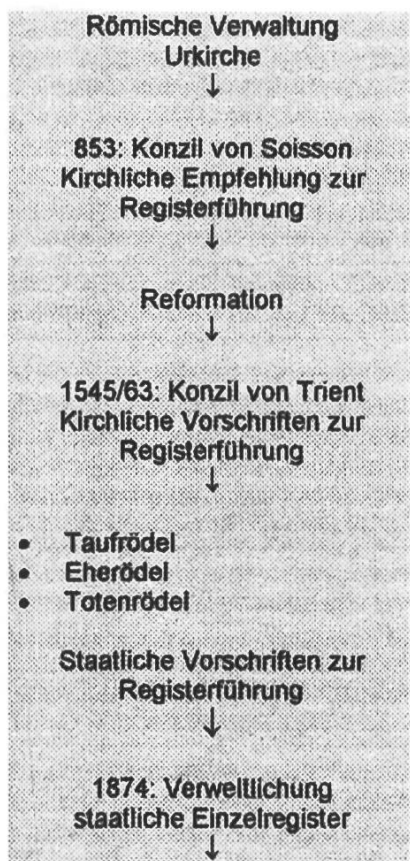 Römische Verwaltung
Urkirche
↓
853: Konzil von Soisson
Kirchliche Empfehlung zur
Registerführung
↓
Reformation
↓
1545/63: Konzil von Trient
Kirchliche Vorschriften zur
Registerführung
↓
• Taufrödel
• Eherödel
• Totenrödel
Staatliche Vorschriften zur
Registerführung
↓
1874: Verweltlichung
staatliche Einzelregister
↓